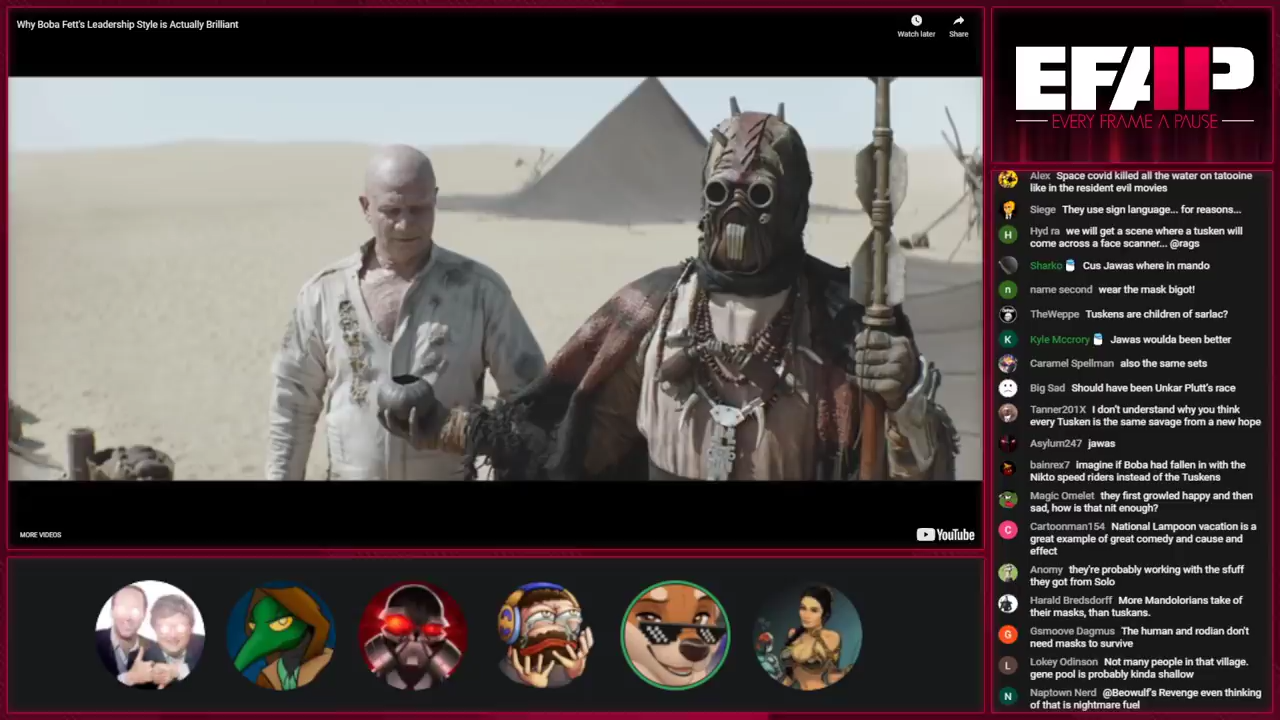 Why Boba Fett's Leadership Style is Actually Brilliant
Watch later
Share
MORE VIDEOS
YouTube
EFAP
EVERY FRAME A PAUSE
Alex Space covid killed all the water on tatooine
like in the resident evil movies
Siege They use sign language... for reasons...
H
Hyd ra we will get a scene where a tusken will
come across a face scanner... @rags
Sharko Cus Jawas where in mando
n
name second wear the mask bigot!
TheWeppe Tuskens are children of sarlac?
K
Kyle Mccrory Jawas woulda been better
Caramel Spellman also the same sets
Big Sad Should have been Unkar Plutt's race
Tanner201X I don't understand why you think
every Tusken is the same savage from a new hope
Asylum247 jawas
bainrex7 imagine if Boba had fallen in with the
Nikto speed riders instead of the Tuskens
Magic Omelet they first growled happy and then
sad, how is that nit enough?
C
Cartoonman154 National Lampoon vacation is a
great example of great comedy and cause and
effect
Anomy they're probably working with the sfuff
they got from Solo
Harald Bredsdorff More Mandolorians take of
their masks, than tuskans.
G
Gsmoove Dagmus The human and rodian don't
need masks to survive
L
Lokey Odinson Not many people in that village.
gene pool is probably kinda shallow
N
Naptown Nerd @Beowulf's Revenge even thinking
of that is nightmare fuel